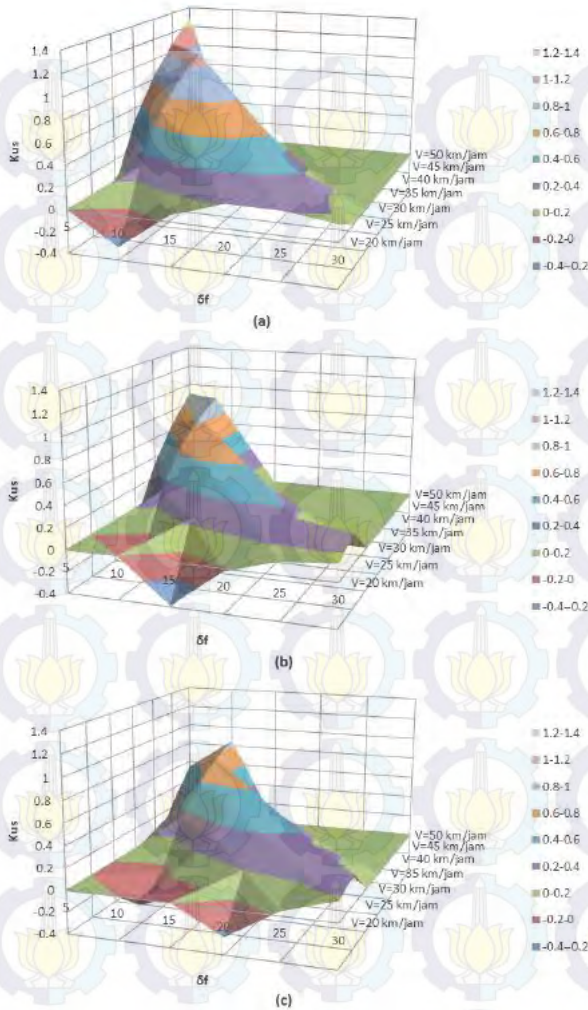 1.4
1.2
1
0.8
0.6
0.4
0.2
0
-0.2
-0.4
Kus
5
10
15
20
25
30
δf
V=50 km/jam
V=45 km/jam
V=40 km/jam
V=35 km/jam
V=30 km/jam
V=25 km/jam
V=20 km/jam
1.2-1.4
1-1.2
0.8-1
0.6-0.8
0.4-0.6
0.2-0.4
0-0.2
-0.2-0
-0.4--0.2
(a)
1.4
1.2
1
0.8
0.6
0.4
0.2
0
-0.2
-0.4
Kus
5
10
15
20
25
30
δf
V=50 km/jam
V=45 km/jam
V=40 km/jam
V=35 km/jam
V=30 km/jam
V=25 km/jam
V=20 km/jam
1.2-1.4
1-1.2
0.8-1
0.6-0.8
0.4-0.6
0.2-0.4
0-0.2
-0.2-0
-0.4--0.2
(b)
1.4
1.2
1
0.8
0.6
0.4
0.2
0
-0.2
-0.4
Kus
5
10
15
20
25
30
δf
V=50 km/jam
V=45 km/jam
V=40 km/jam
V=35 km/jam
V=30 km/jam
V=25 km/jam
V=20 km/jam
1.2-1.4
1-1.2
0.8-1
0.6-0.8
0.4-0.6
0.2-0.4
0-0.2
-0.2-0
-0.4--0.2
(c)